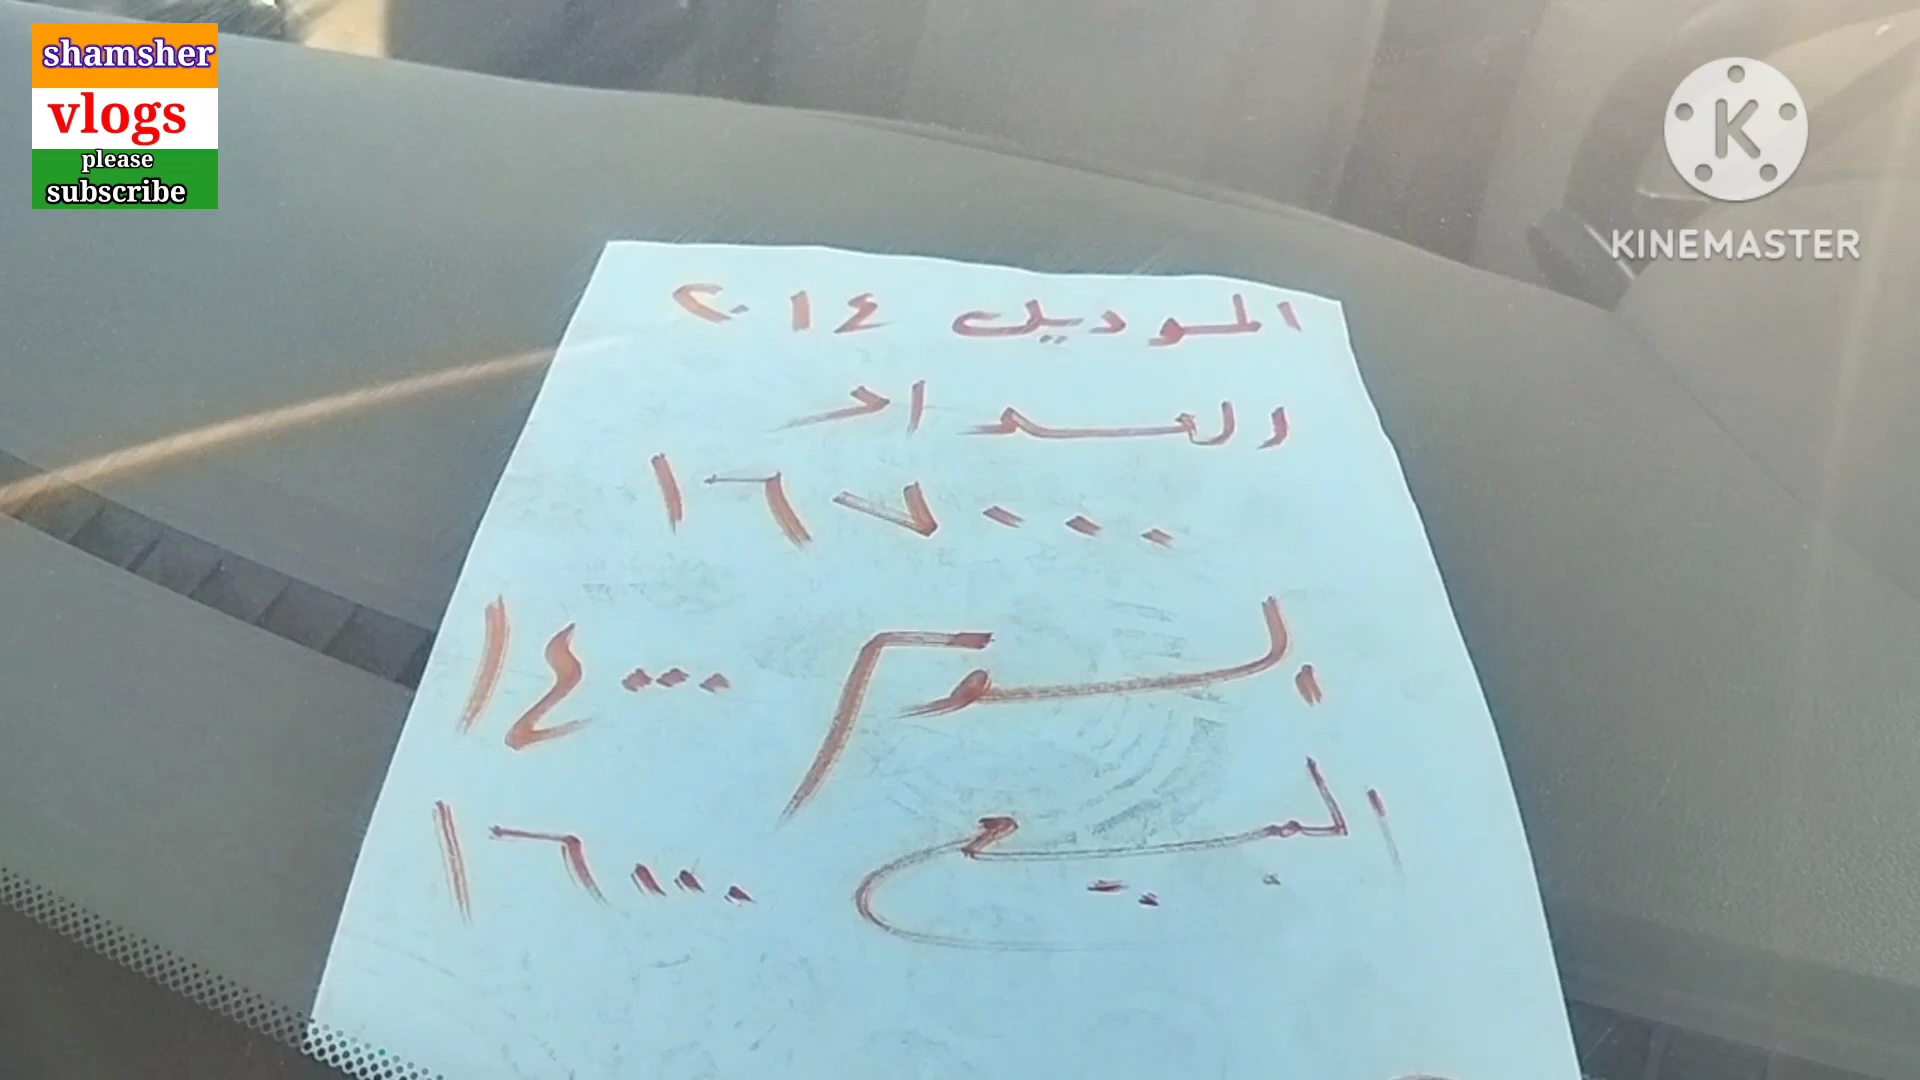 shamsher
vlogs
please
subscribe
KINEMASTER
الموديل ٢٠١٤
العداد
١٦٧٠٠٠
السوم ١٤٠٠٠
البيع ١٦٠٠٠